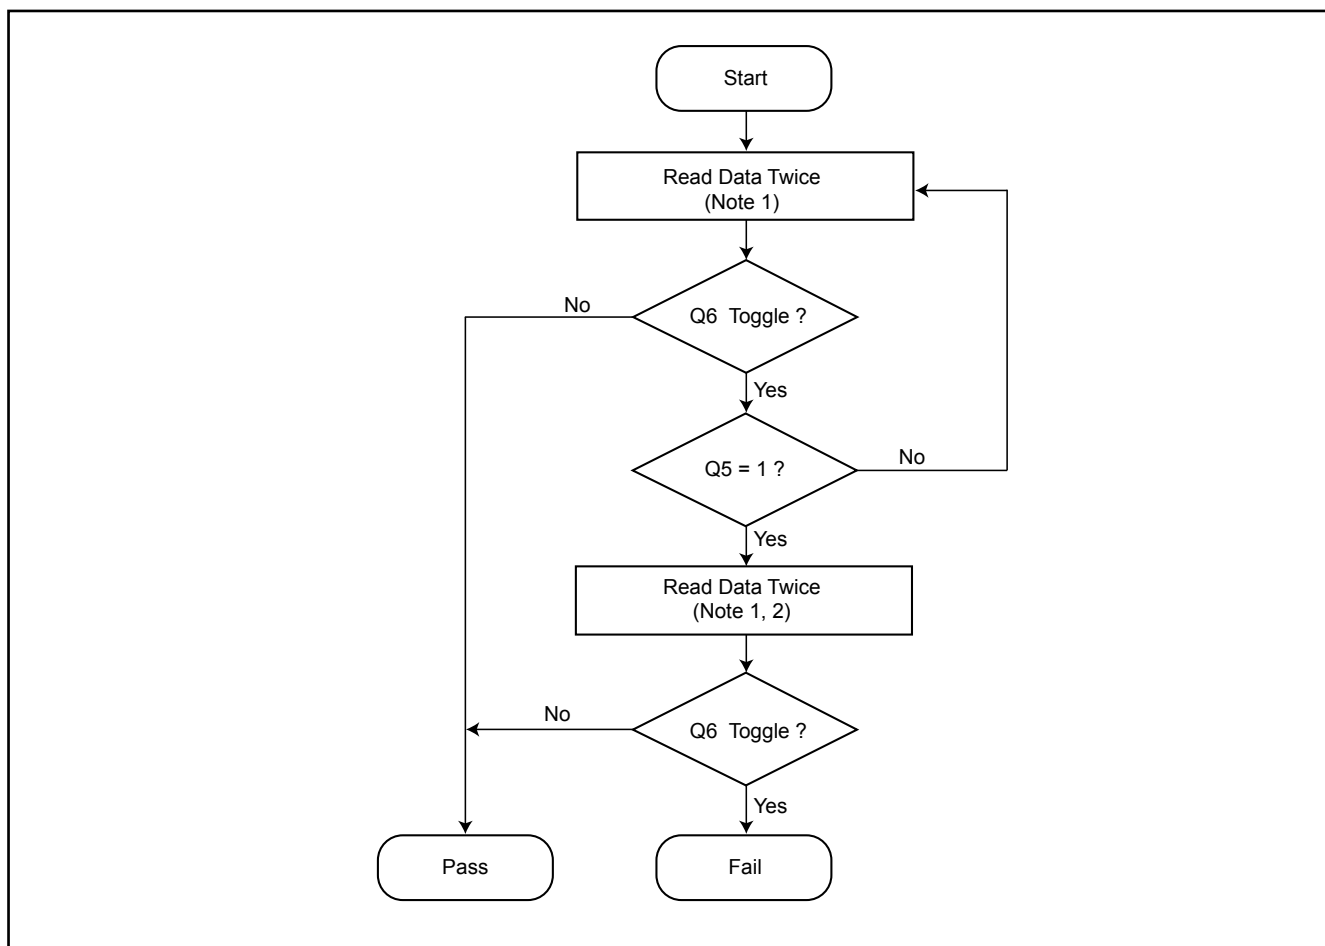 Start
Read Data Twice
(Note 1)
No
Q6 Toggle ?
Yes
Q5 = 1 ?
No
Yes
Read Data Twice
(Note 1, 2)
No
Q6 Toggle ?
Yes
Pass
Fail